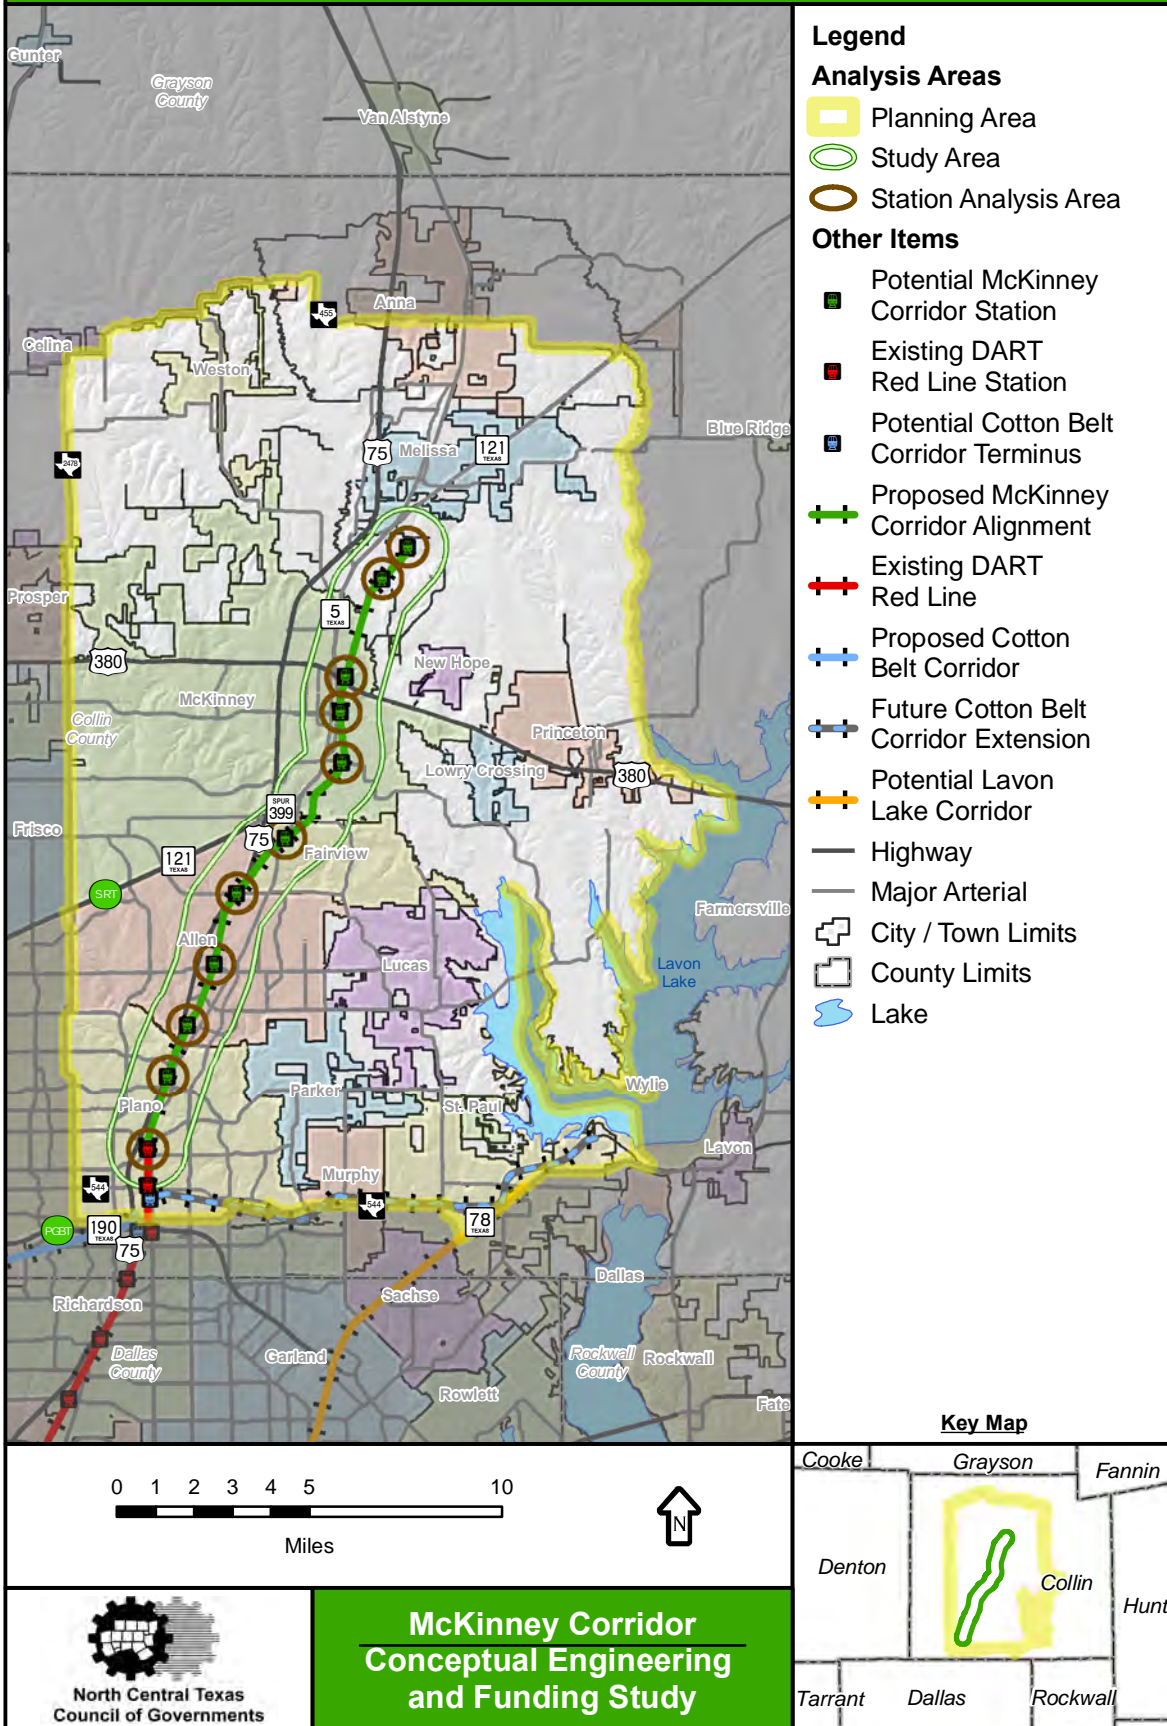 Gunter
Grayson
County
Van Alstyne
Anna
455
Celina
Weston
Blue Ridge
75
Melissa
121
TEXAS
2478
Prosper
5
TEXAS
380
New Hope
McKinney
Collin
County
Princeton
Lowry Crossing
380
SPUR
399
Frisco
75
Fairview
121
TEXAS
SRT
Farmersville
Allen
Lucas
Lavon
Lake
Wylie
Parker
Plano
St. Paul
Lavon
Murphy
544
544
PGBT
190
TEXAS
78
TEXAS
75
Dallas
Sachse
Richardson
Dallas
County
Garland
Rockwall
County
Rockwall
Rowlett
Fate
Legend
Analysis Areas
Planning Area
Study Area
Station Analysis Area
Other Items
Potential McKinney
Corridor Station
Existing DART
Red Line Station
Potential Cotton Belt
Corridor Terminus
Proposed McKinney
Corridor Alignment
Existing DART
Red Line
Proposed Cotton
Belt Corridor
Future Cotton Belt
Corridor Extension
Potential Lavon
Lake Corridor
Highway
Major Arterial
City / Town Limits
County Limits
Lake
Key Map
Cooke
Grayson
Fannin
Denton
Collin
Hunt
Tarrant
Dallas
Rockwall
0 1 2 3 4 5 10
Miles
N
North Central Texas
Council of Governments
McKinney Corridor
Conceptual Engineering
and Funding Study